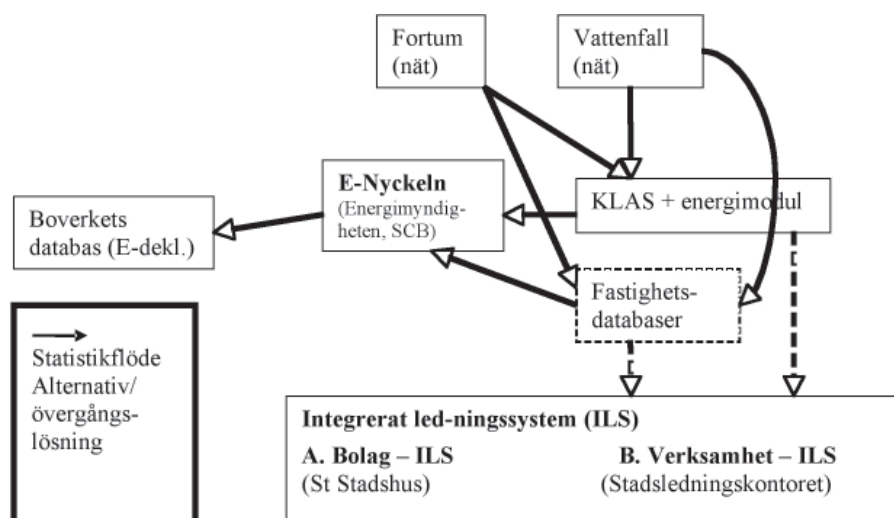 Fortum
(nät)
Vattenfall
(nät)
E-Nyckeln
(Energimyndig-
heten, SCB)
KLAS + energimodul
Boverkets
databas (E-dekl.)
Fastighets-
databaser
Statistikflöde
Alternativ/
övergångs-
lösning
Integrerat led-ningssystem (ILS)
A. Bolag – ILS
(St Stadshus)
B. Verksamhet – ILS
(Stadsledningskontoret)